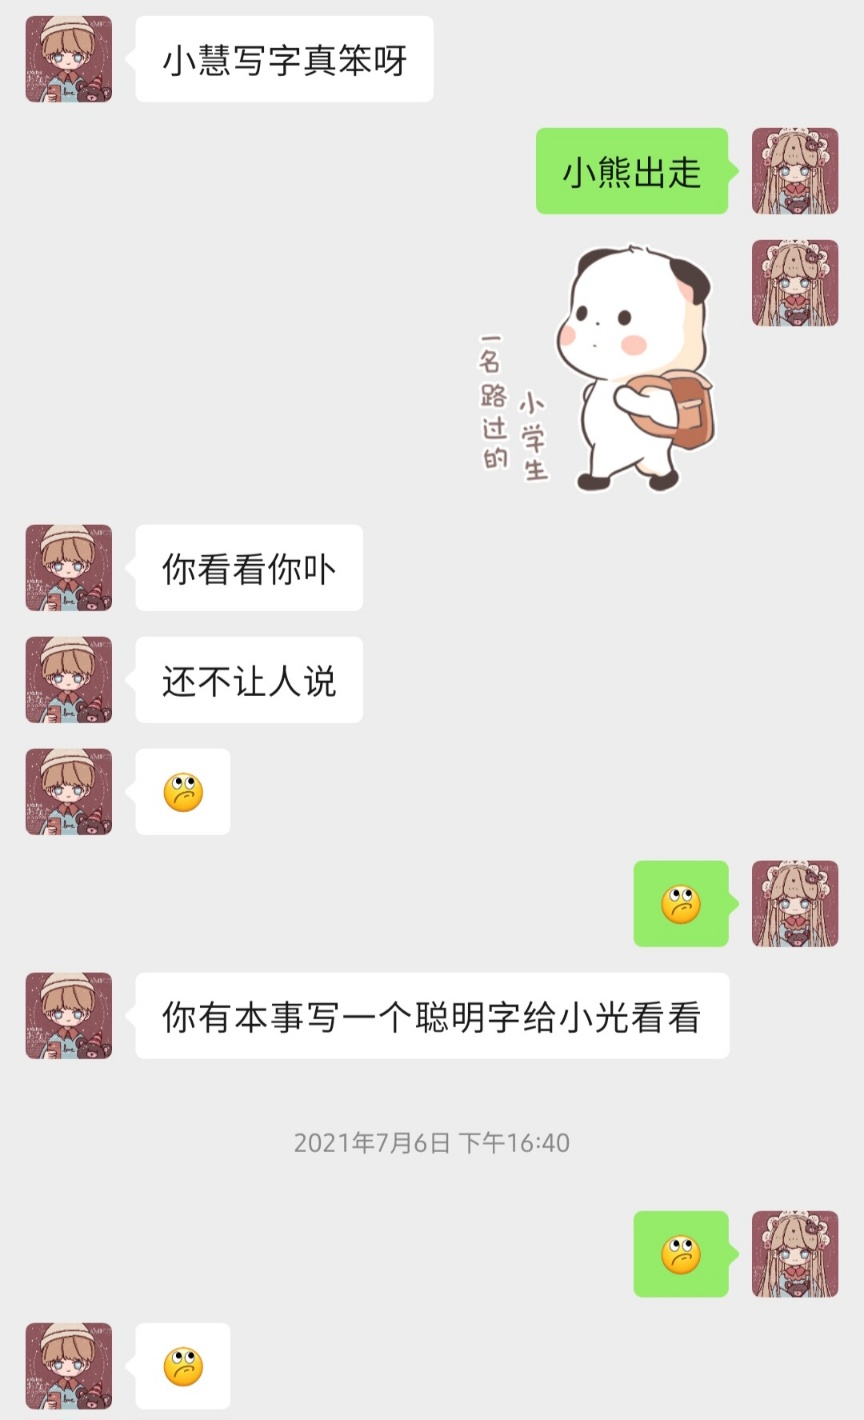 小慧写字真笨呀
小熊出走
一名路过的
小学生
你看看你卟
还不让人说
🙄
🙄
你有本事写一个聪明字给小光看看
2021年7月6日 下午16:40
🙄
🙄